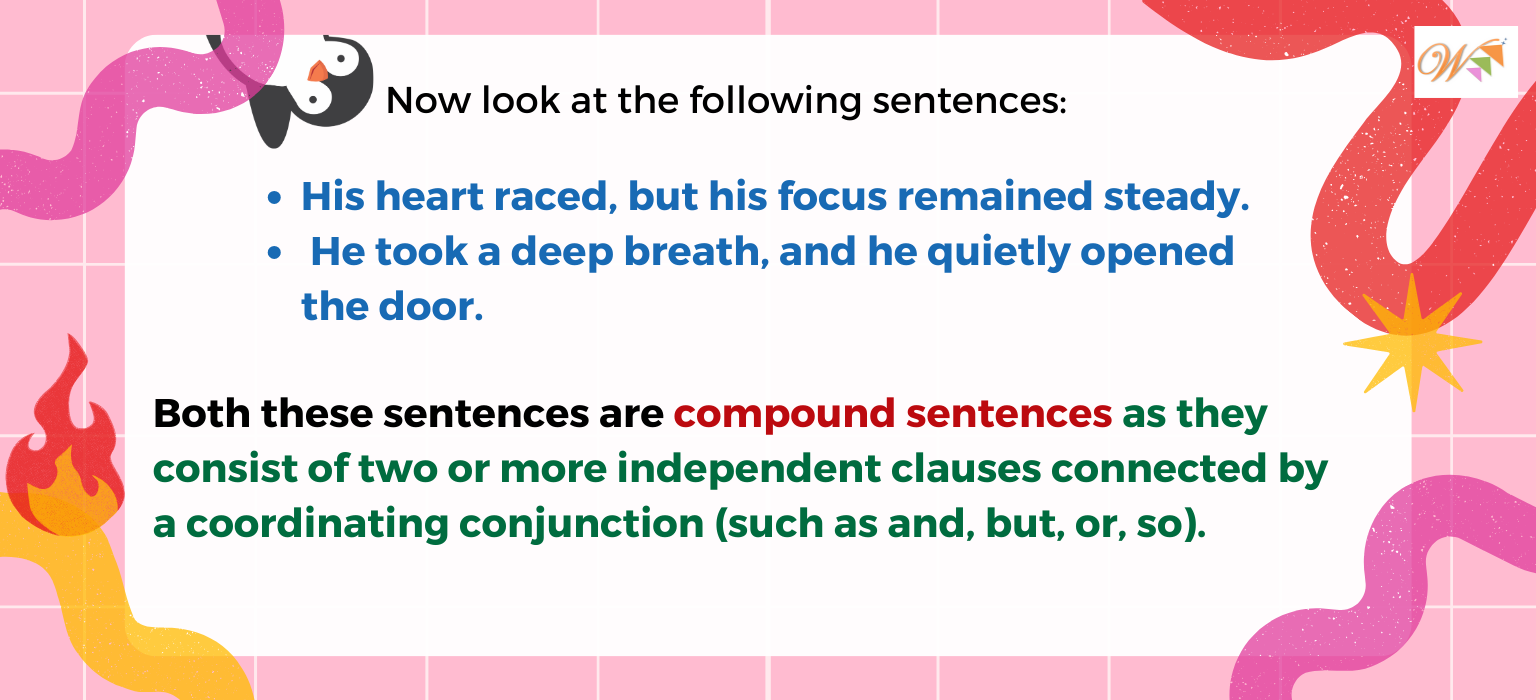 W
Now look at the following sentences:
• His heart raced, but his focus remained steady.
• He took a deep breath, and he quietly opened
the door.
Both these sentences are compound sentences as they
consist of two or more independent clauses connected by
a coordinating conjunction (such as and, but, or, so).